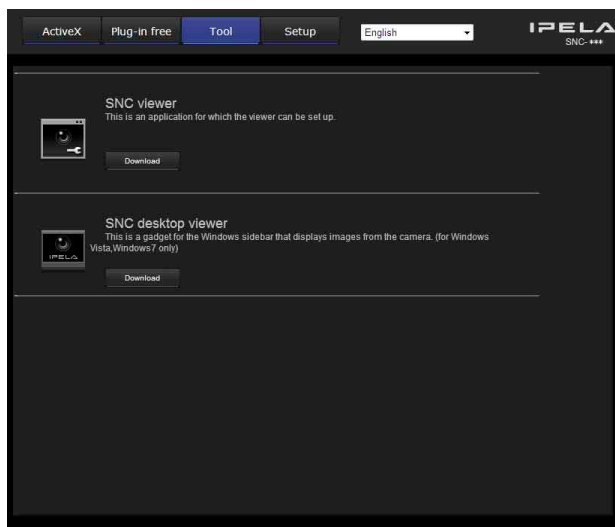 ActiveX Plug-in free Tool Setup English IPELA
SNC-***
SNC viewer
This is an application for which the viewer can be set up.
Download
SNC desktop viewer
This is a gadget for the Windows sidebar that displays images from the camera. (for Windows
Vista,Windows7 only)
IPELA
Download